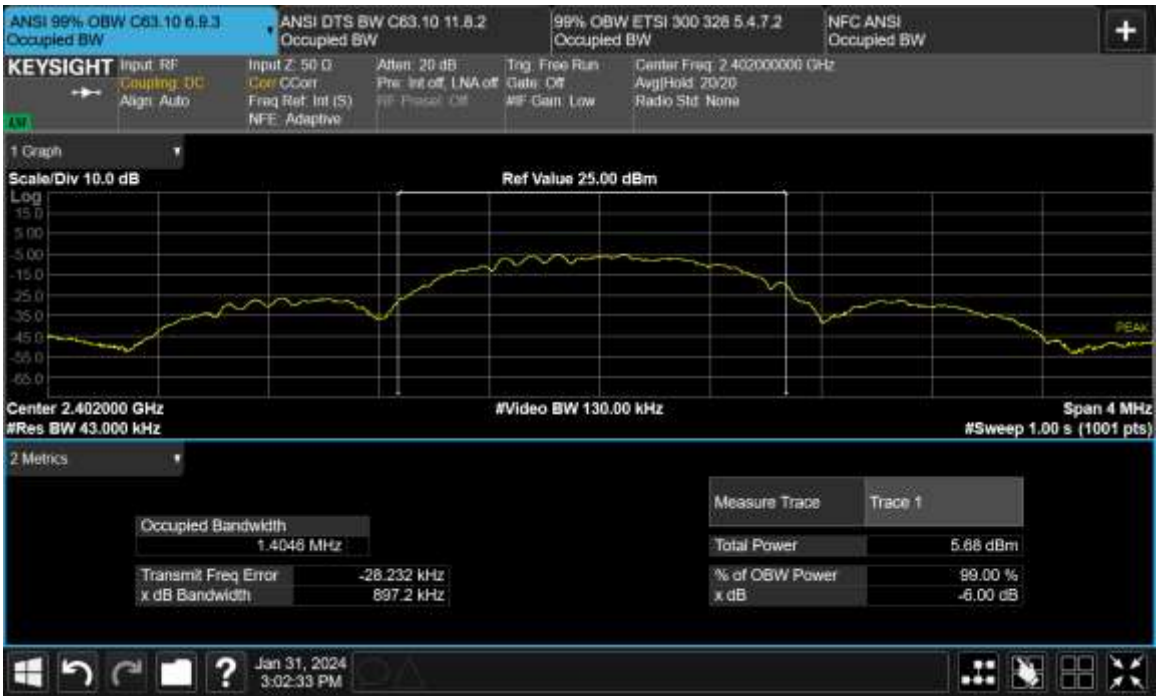 ANSI 99% OBW C63.10 6.9.3
Occupied BW
ANSI DTS BW C63.10 11.8.2
Occupied BW
99% OBW ETSI 300 328 5.4.7.2
Occupied BW
NFC ANSI
Occupied BW
KEYSIGHT
Input: RF
Coupling: DC
Align: Auto
Input Z: 50 Ω
Corr CCorr
Freq Ref: Int (S)
NFE: Adaptive
Atten: 20 dB
Pre: Int off, LNA off
RF Presel: Off
Trig: Free Run
Gate: Off
#IF Gain: Low
Center Freq: 2.402000000 GHz
Avg|Hold: 20/20
Radio Std: None
1 Graph
Scale/Div 10.0 dB
Ref Value 25.00 dBm
Log
15.0
5.00
-5.00
-15.0
-25.0
-35.0
-45.0
-55.0
-65.0
PEAK
Center 2.402000 GHz
#Video BW 130.00 kHz
Span 4 MHz
#Res BW 43.000 kHz
#Sweep 1.00 s (1001 pts)
2 Metrics
Measure Trace
Trace 1
Occupied Bandwidth
1.4046 MHz
Total Power
5.68 dBm
Transmit Freq Error
-28.232 kHz
% of OBW Power
99.00 %
x dB Bandwidth
897.2 kHz
x dB
-6.00 dB
?
Jan 31, 2024
3:02:33 PM